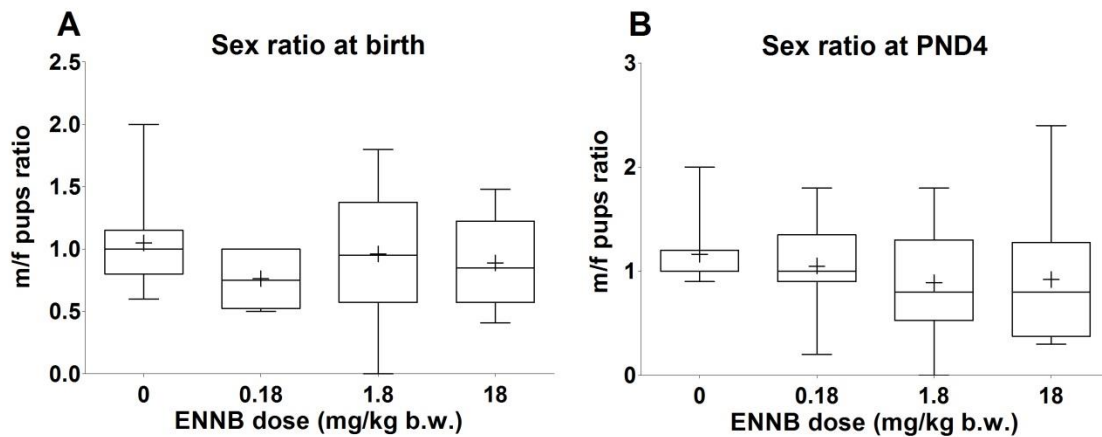 A
Sex ratio at birth
m/f pups ratio
2.5
2.0
1.5
1.0
0.5
0.0
0 0.18 1.8 18
ENNB dose (mg/kg b.w.)
B
Sex ratio at PND4
m/f pups ratio
3
2
1
0
0 0.18 1.8 18
ENNB dose (mg/kg b.w.)